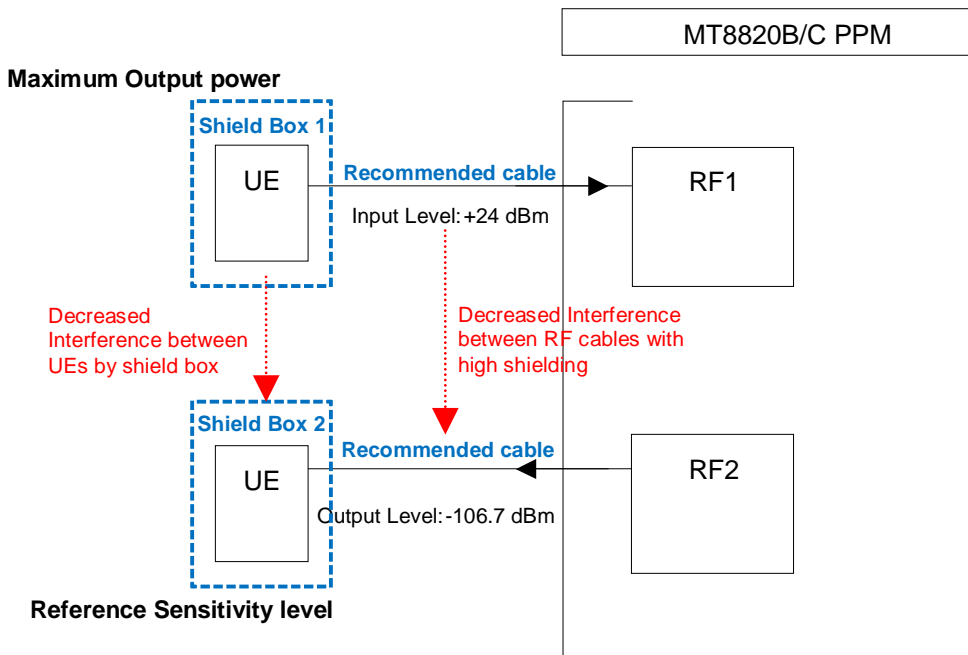 MT8820B/C PPM
Maximum Output power
Shield Box 1
UE
Recommended cable
RF1
Input Level:+24 dBm
Decreased
Interference between
UEs by shield box
Decreased Interference
between RF cables with
high shielding
Shield Box 2
UE
Recommended cable
RF2
Output Level:-106.7 dBm
Reference Sensitivity level